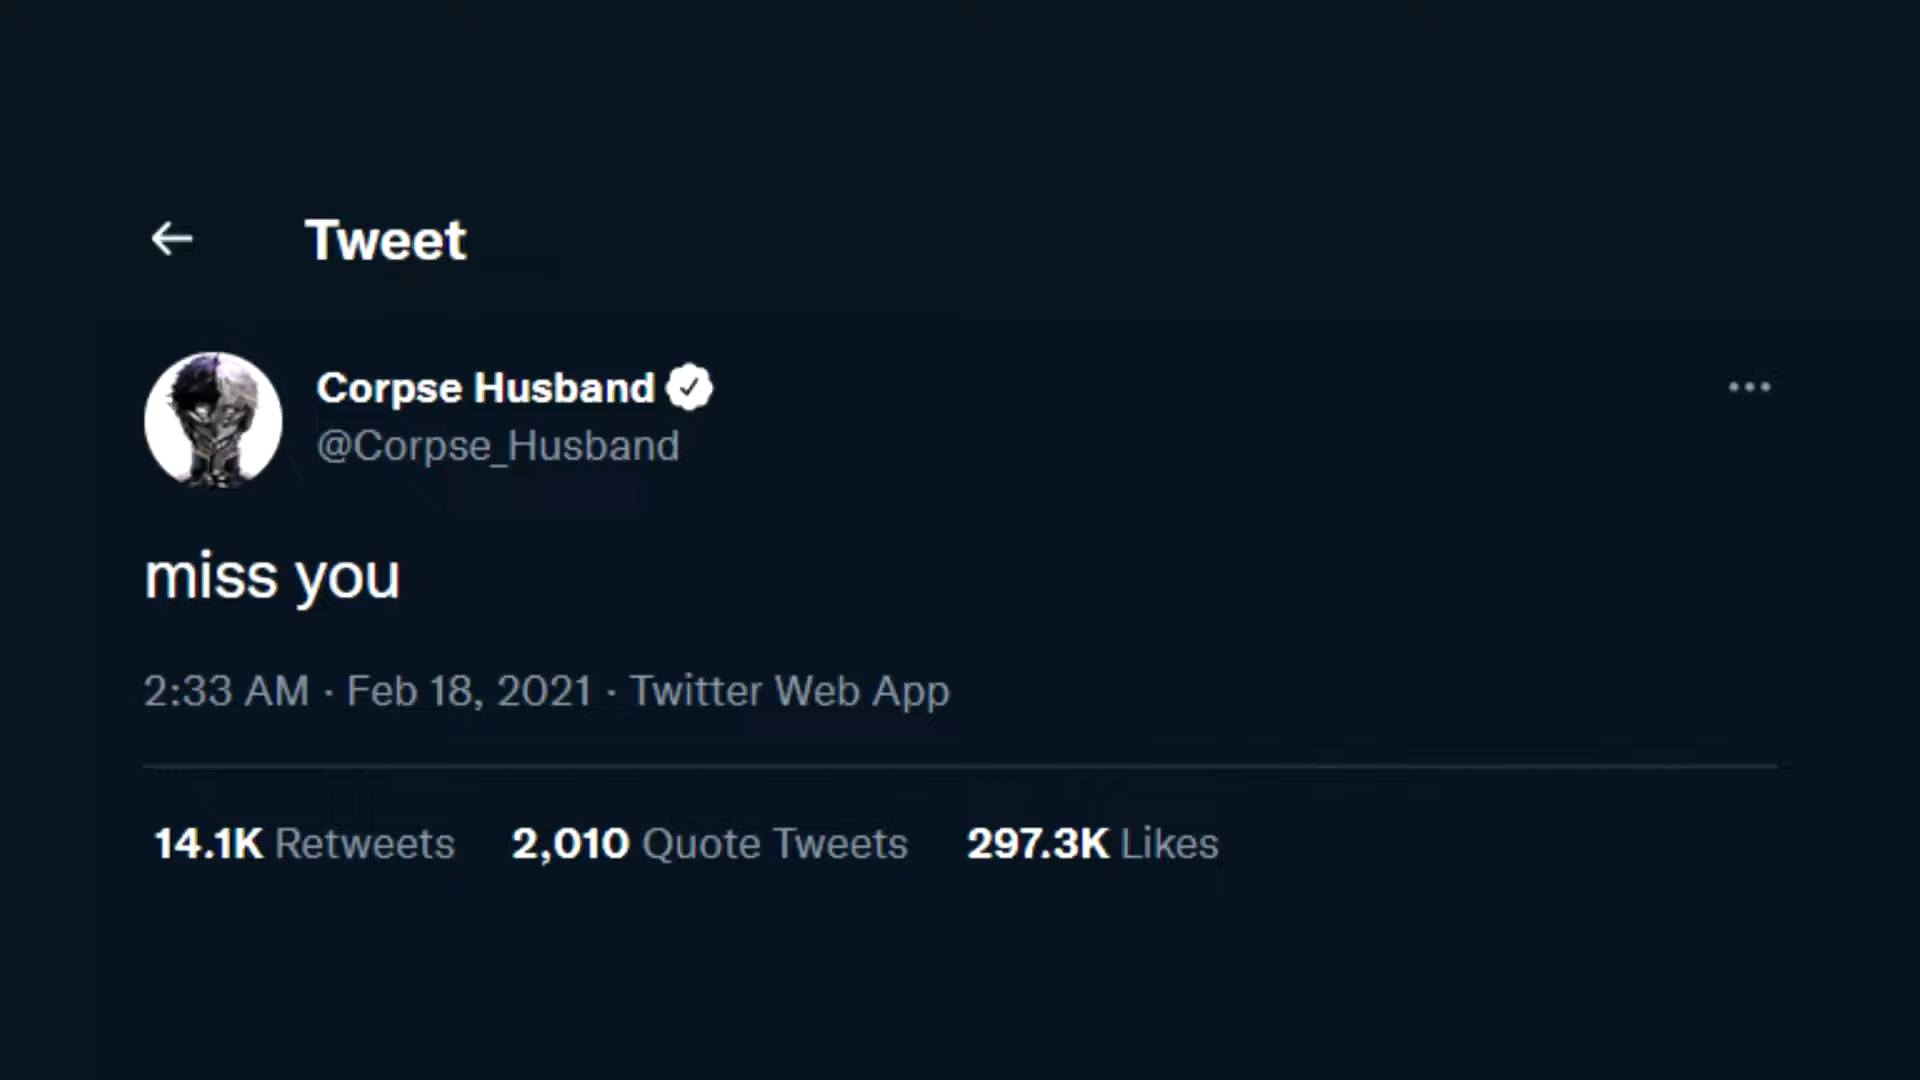 Tweet
Corpse Husband
@Corpse_Husband
miss you
2:33 AM · Feb 18, 2021 · Twitter Web App
14.1K Retweets 2,010 Quote Tweets 297.3K Likes